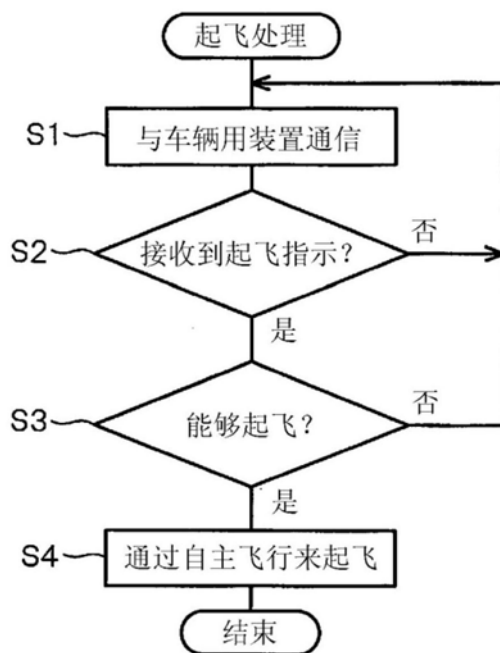 起飞处理
S1
与车辆用装置通信
S2
接收到起飞指示？
否
是
S3
能够起飞？
否
是
S4
通过自主飞行来起飞
结束